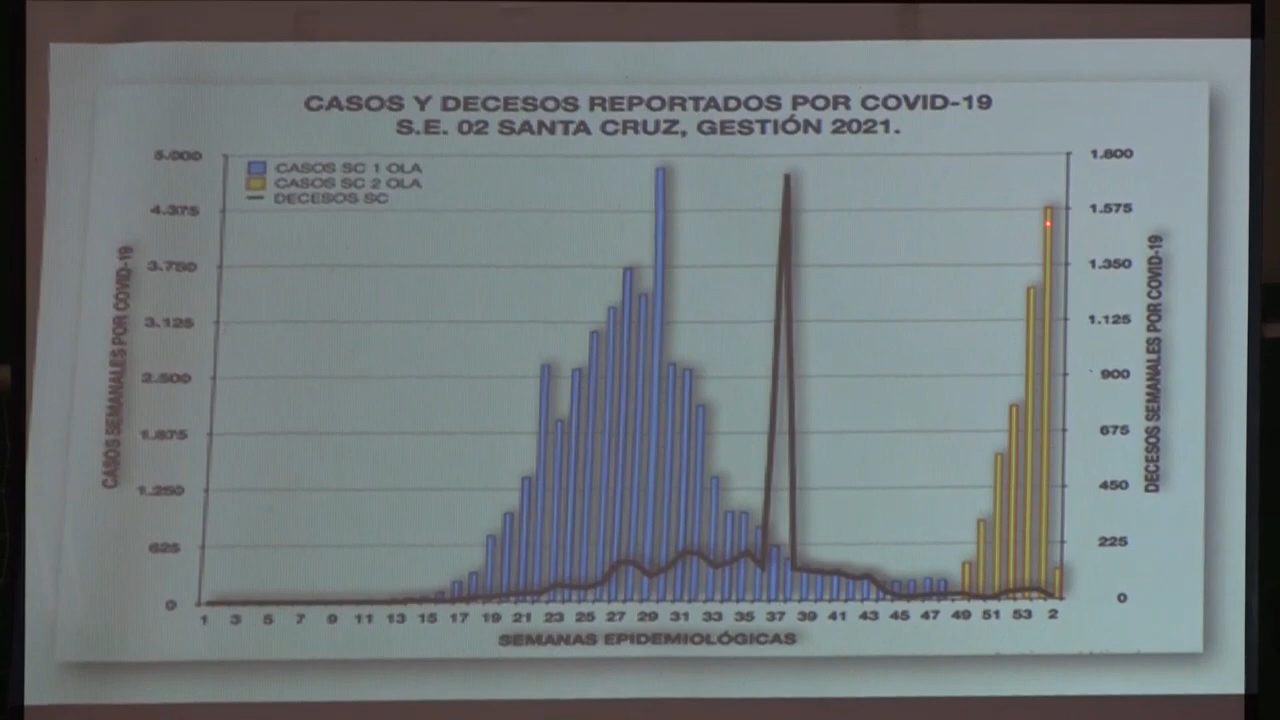 CASOS Y DECESOS REPORTADOS POR COVID-19
S.E. 02 SANTA CRUZ, GESTIÓN 2021.
CASOS SC 1 OLA
CASOS SC 2 OLA
DECESOS SC
CASOS SEMANALES POR COVID-19
5.000
4.375
3.750
3.125
2.500
1.875
1.250
625
0
1.800
1.575
1.350
1.125
900
675
450
225
0
DECESOS SEMANALES POR COVID-19
1 3 5 7 9 11 13 15 17 19 21 23 25 27 29 31 33 35 37 39 41 43 45 47 49 51 53 2
SEMANAS EPIDEMIOLÓGICAS